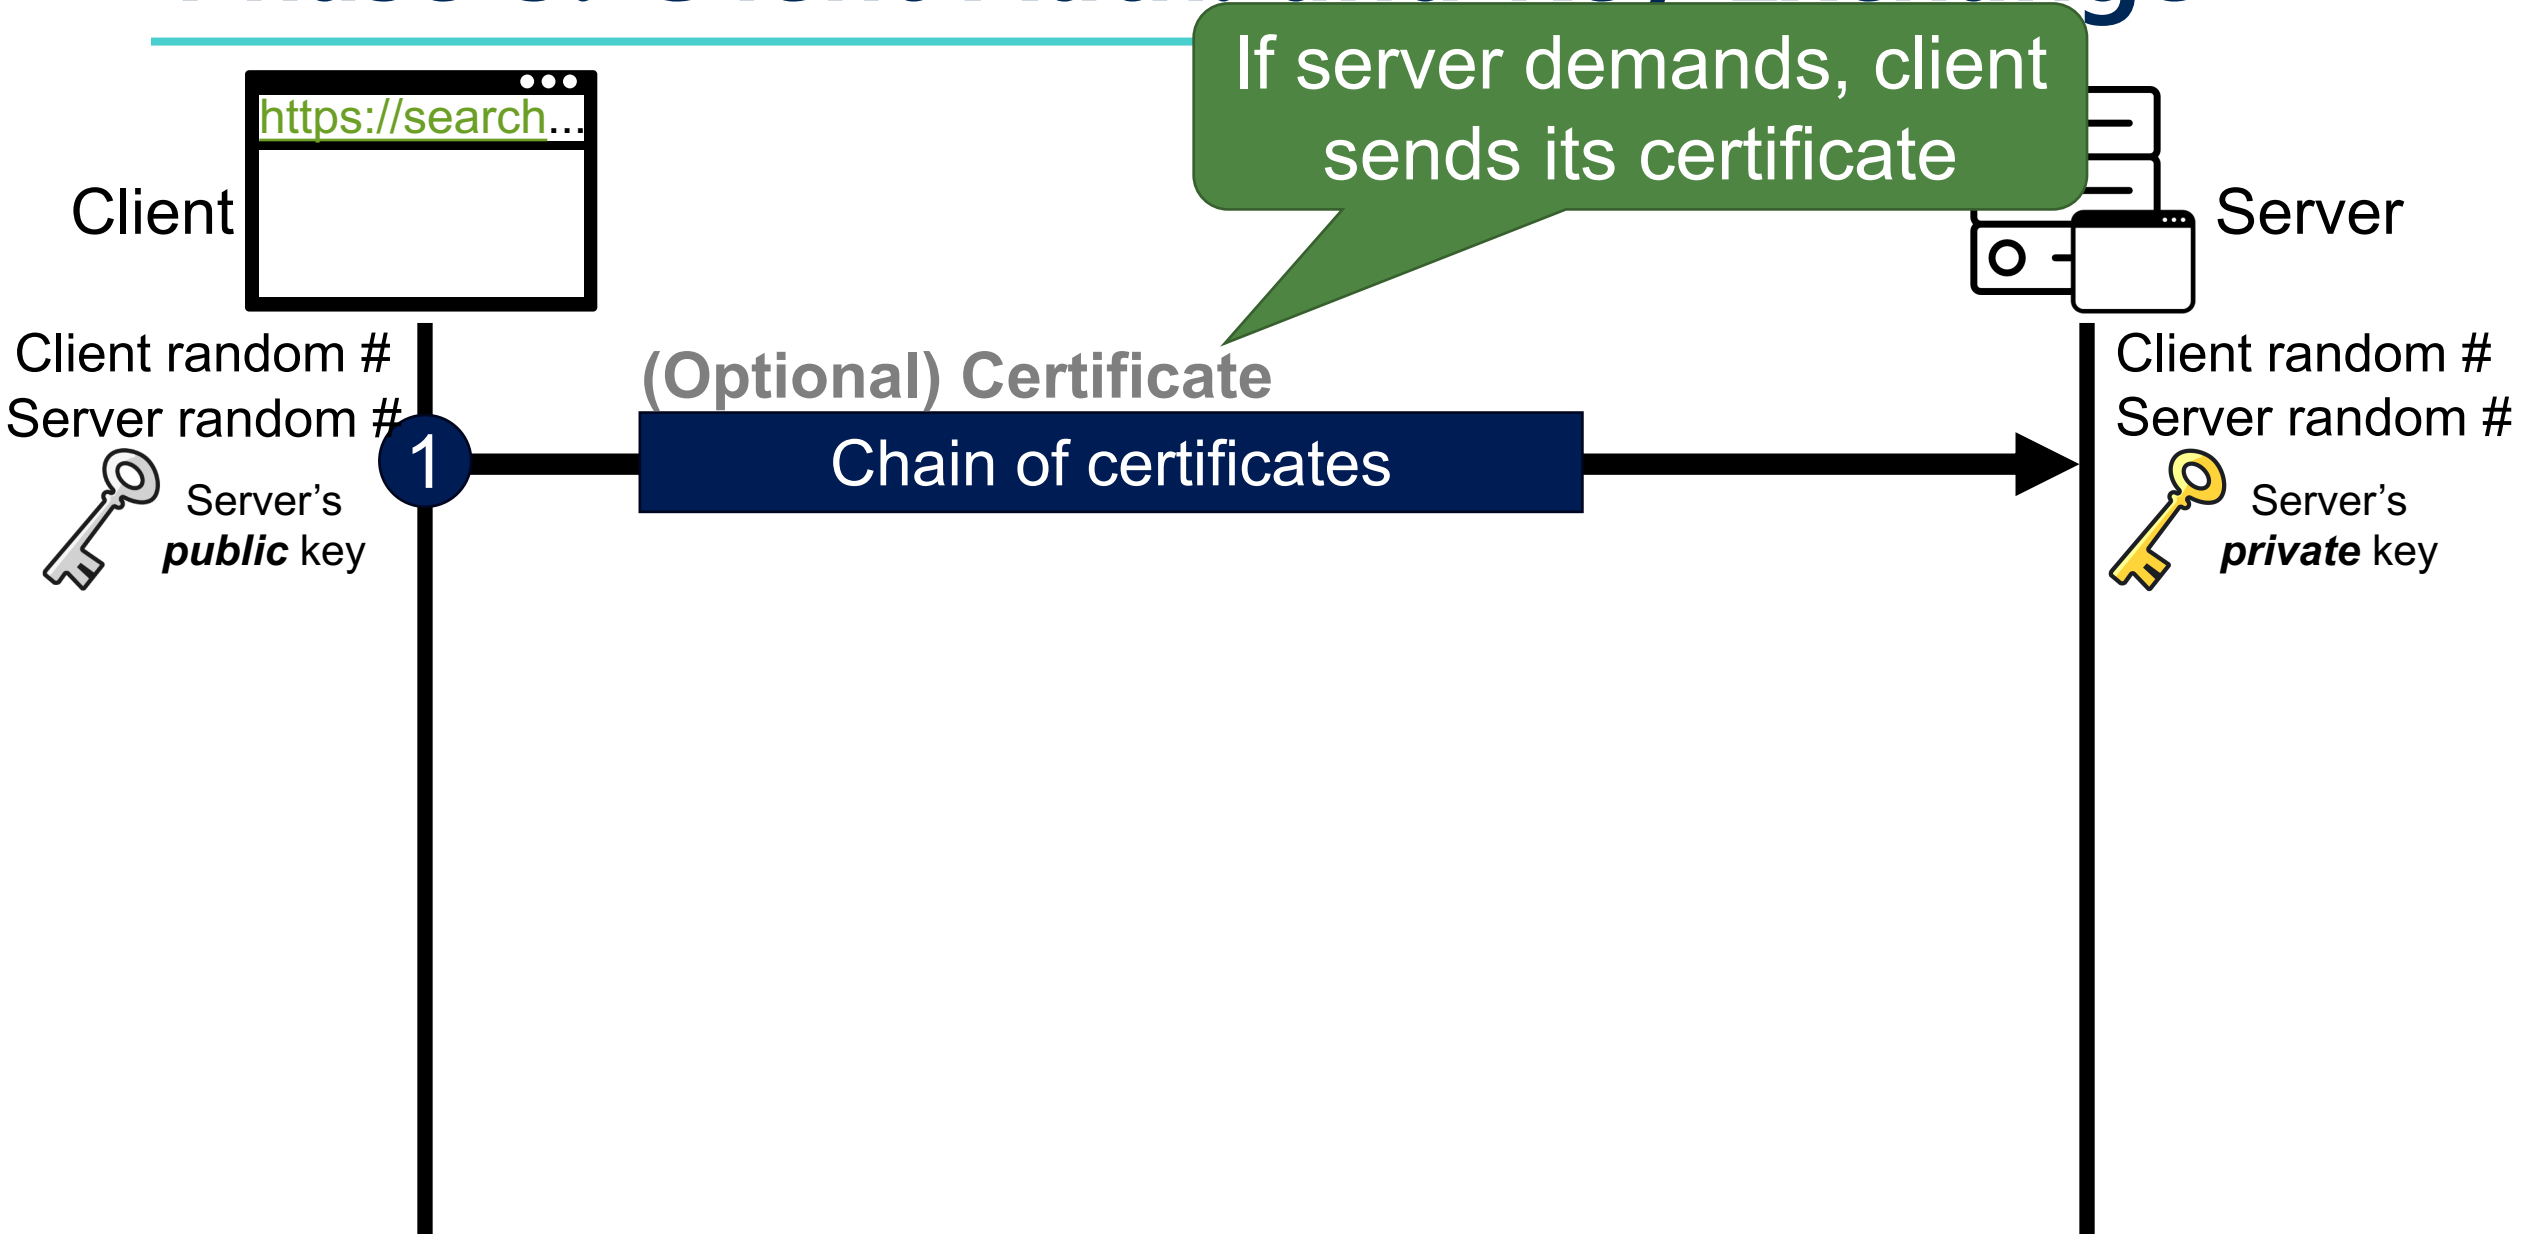 If server demands, client
sends its certificate
https://search...
Client
Server
Client random #
Server random #
Server's
public key
(Optional) Certificate
1
Chain of certificates
Client random #
Server random #
Server's
private key